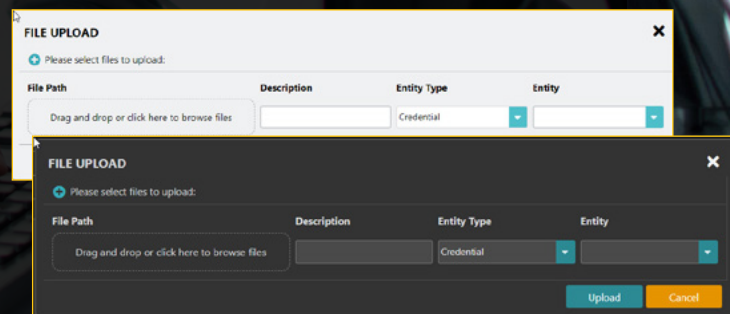 FILE UPLOAD
Please select files to upload:
File Path Description Entity Type Entity
Drag and drop or click here to browse files Credential
FILE UPLOAD
Please select files to upload:
File Path Description Entity Type Entity
Drag and drop or click here to browse files Credential
Upload Cancel